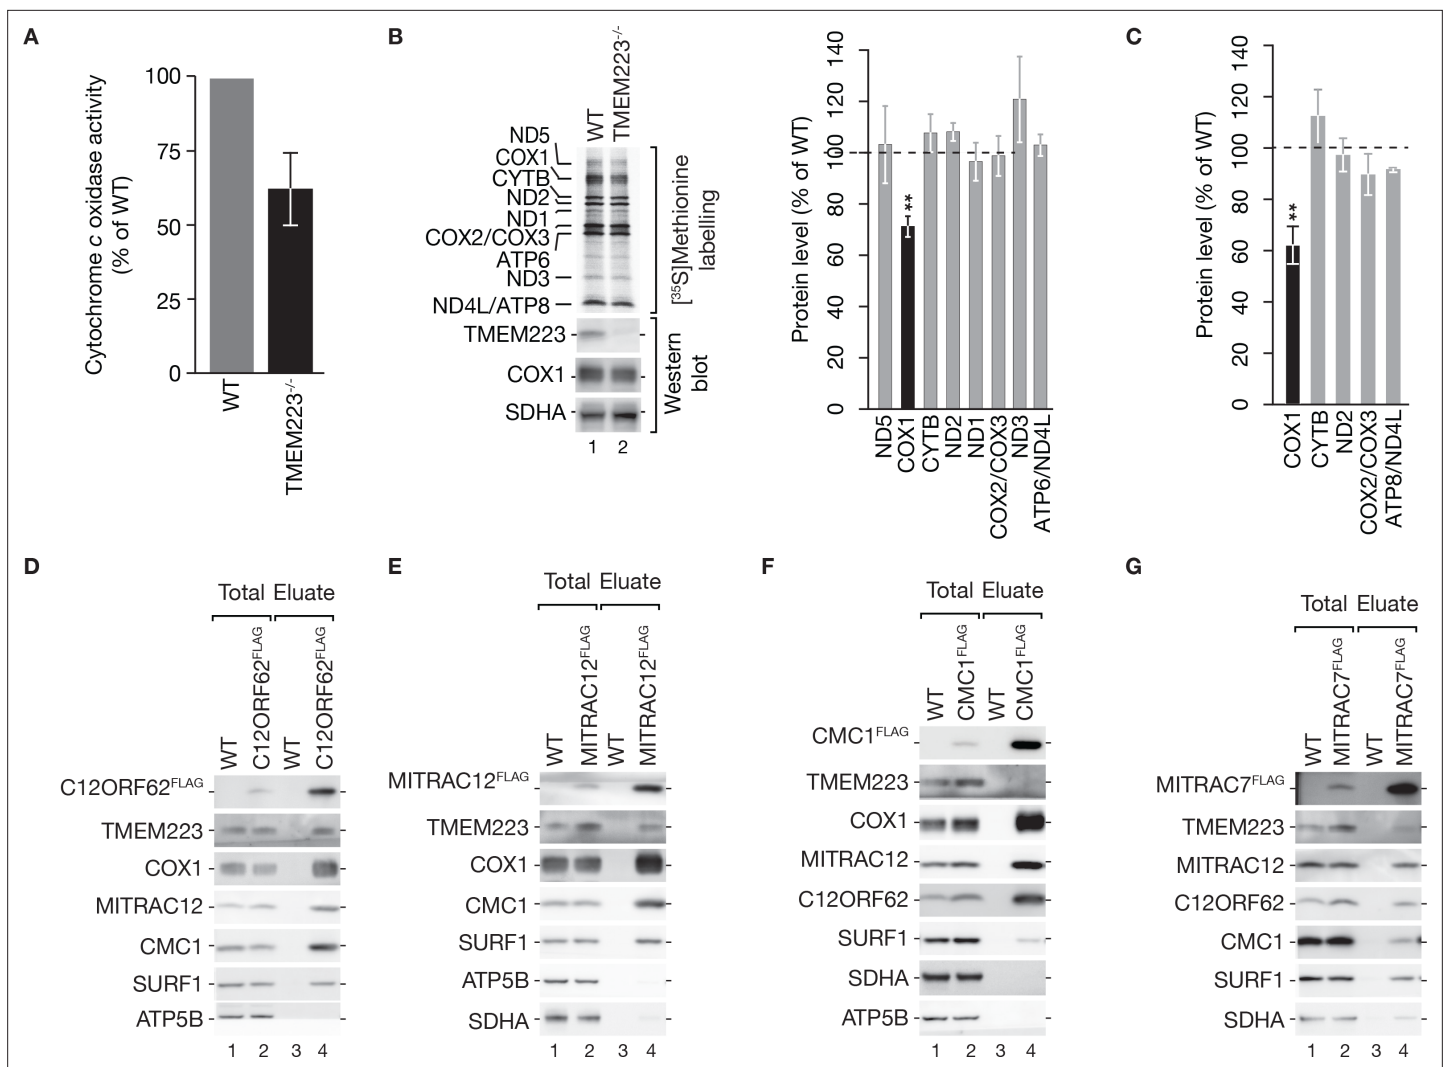 A
Cytochrome c oxidase activity
(% of WT)
100
75
50
25
0
WT
TMEM223-/-
B
WT
TMEM223-/-
ND5
COX1
CYTB
ND2
ND1
COX2/COX3
ATP6
ND3
ND4L/ATP8
[35S]Methionine
labelling
TMEM223
COX1
SDHA
Western
blot
1 2
Protein level (% of WT)
140
120
100
80
60
40
20
0
**
ND5
COX1
CYTB
ND2
ND1
COX2/COX3
ND3
ATP6/ND4L
C
Protein level (% of WT)
140
120
100
80
60
40
20
0
**
COX1
CYTB
ND2
COX2/COX3
ATP8/ND4L
D
Total Eluate
WT
C12ORF62FLAG
WT
C12ORF62FLAG
C12ORF62FLAG
TMEM223
COX1
MITRAC12
CMC1
SURF1
ATP5B
1 2 3 4
E
Total Eluate
WT
MITRAC12FLAG
WT
MITRAC12FLAG
MITRAC12FLAG
TMEM223
COX1
CMC1
SURF1
ATP5B
SDHA
1 2 3 4
F
Total Eluate
WT
CMC1FLAG
WT
CMC1FLAG
CMC1FLAG
TMEM223
COX1
MITRAC12
C12ORF62
SURF1
SDHA
ATP5B
1 2 3 4
G
Total Eluate
WT
MITRAC7FLAG
WT
MITRAC7FLAG
MITRAC7FLAG
TMEM223
MITRAC12
C12ORF62
CMC1
SURF1
SDHA
1 2 3 4